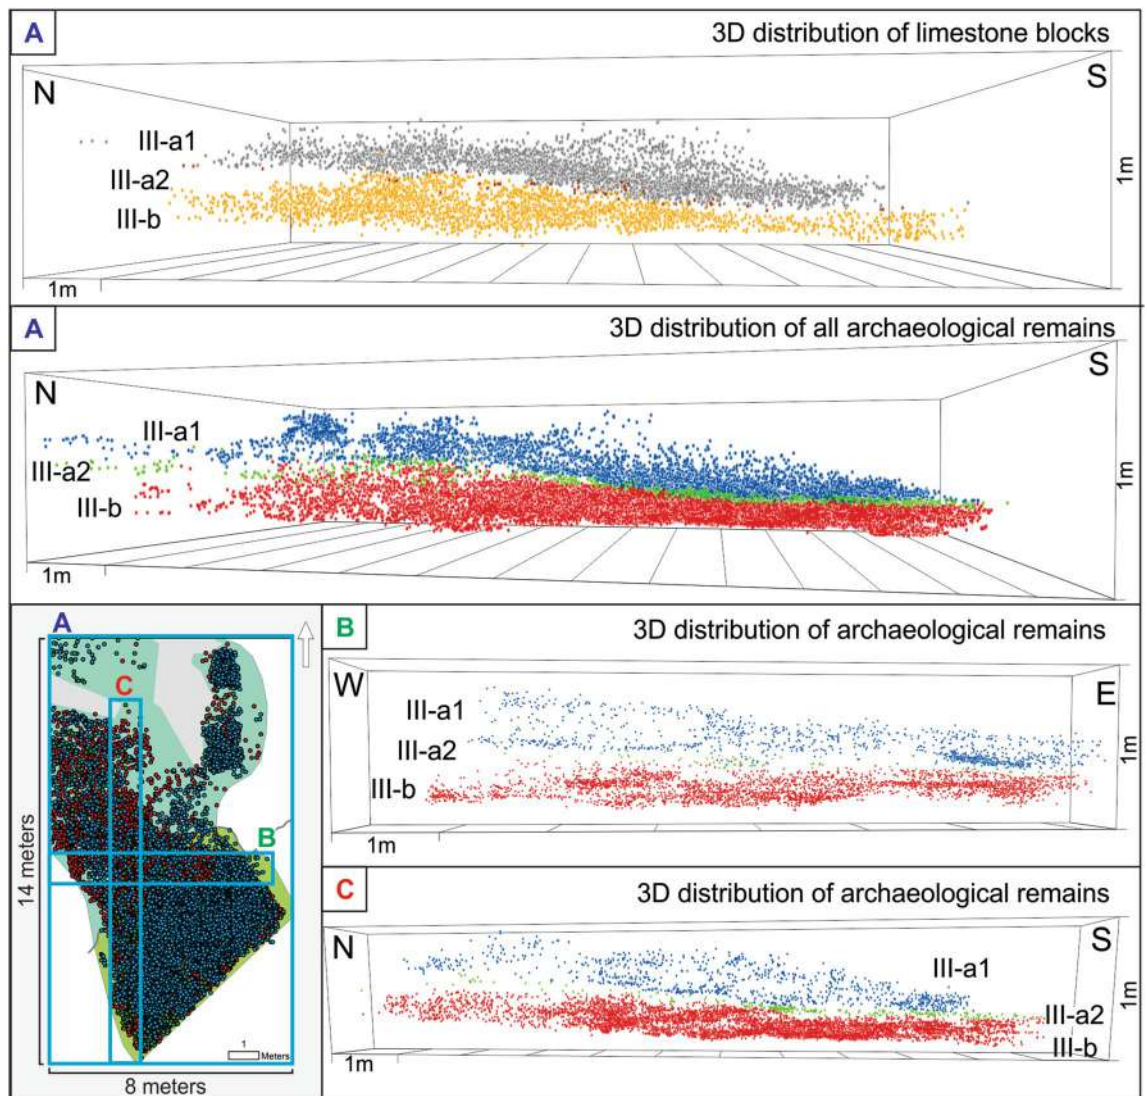 A
3D distribution of limestone blocks
N
S
III-a1
III-a2
III-b
1m
1m
A
3D distribution of all archaeological remains
N
S
III-a1
III-a2
III-b
1m
1m
A
C
B
14 meters
8 meters
1
Meters
B
3D distribution of archaeological remains
W
E
III-a1
III-a2
III-b
1m
1m
C
3D distribution of archaeological remains
N
S
III-a1
III-a2
III-b
1m
1m